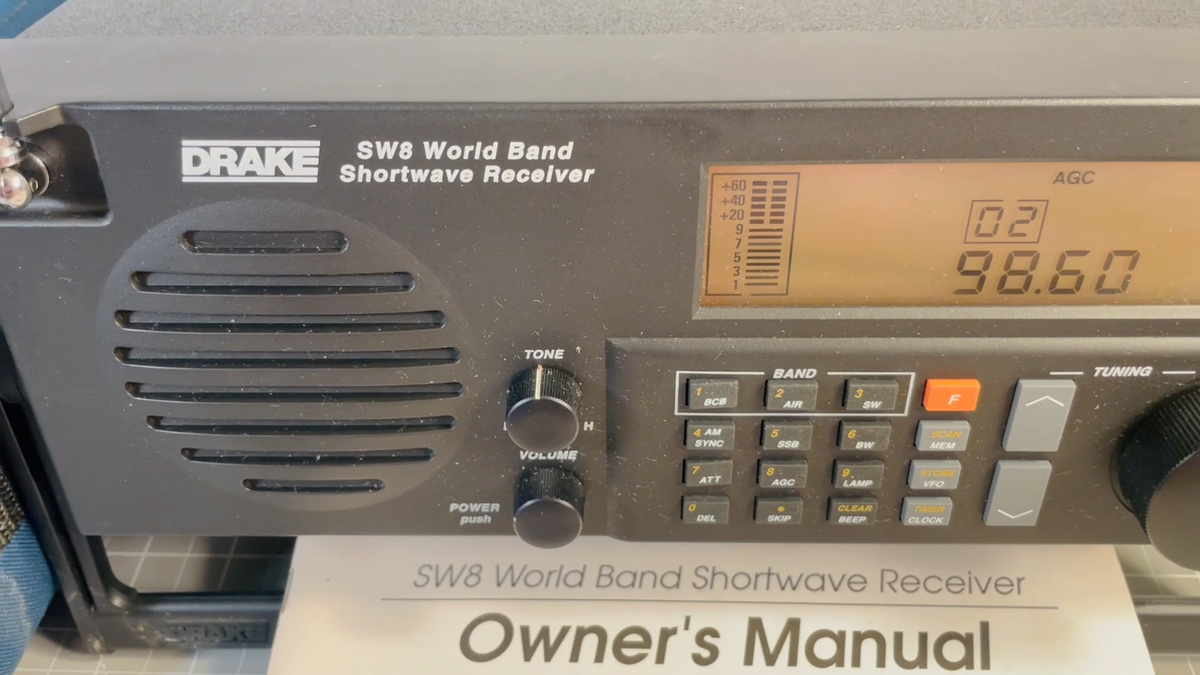 DRAKE
SW8 World Band
Shortwave Receiver
AGC
+60
+40
+20
9
7
5
3
1
02
98.60
TONE
L H
VOLUME
POWER
push
BAND
TUNING
1 BCB
2 AIR
3 SW
F
4 AM
SYNC
5 SSB
6 BW
SCAN
MEM
7 ATT
8 AGC
9 LAMP
STORE
VFO
0 DEL
• SKIP
CLEAR
BEEP
TIMER
CLOCK
DRAKE
SW8 World Band Shortwave Receiver
Owner's Manual